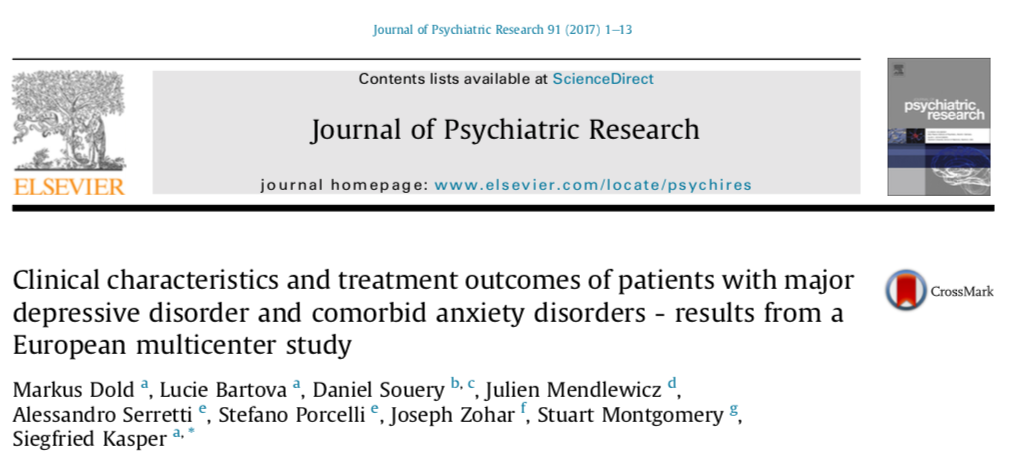 Journal of Psychiatric Research 91 (2017) 1–13
Contents lists available at ScienceDirect
Journal of Psychiatric Research
journal homepage: www.elsevier.com/locate/psychires
ELSEVIER
psychiatric
research
Clinical characteristics and treatment outcomes of patients with major
depressive disorder and comorbid anxiety disorders - results from a
European multicenter study
CrossMark
Markus Dold a, Lucie Bartova a, Daniel Souery b, c, Julien Mendlewicz d,
Alessandro Serretti e, Stefano Porcelli e, Joseph Zohar f, Stuart Montgomery g,
Siegfried Kasper a, *